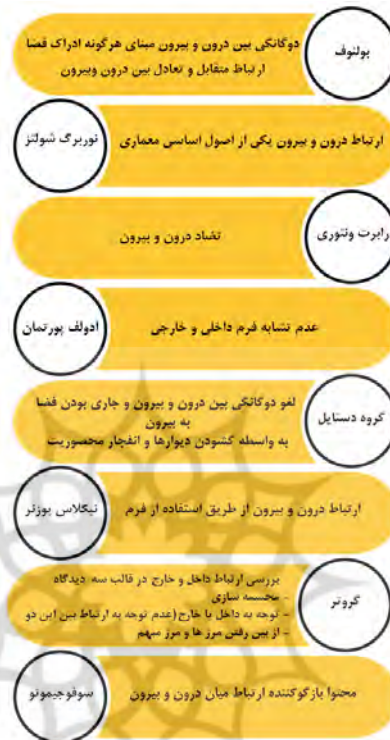 بولنوف
دوگانگی بین درون و بیرون مبنای هرگونه ادراک فضا
ارتباط متقابل و تعادل بین درون وبیرون
نوربرگ شولتز
ارتباط درون و بیرون یکی از اصول اساسی معماری
رابرت ونتوری
تضاد درون و بیرون
ادولف پورتمان
عدم تشابه فرم داخلی و خارجی
گروه دستایل
لغو دوگانگی بین درون و بیرون و جاری بودن فضا
به بیرون
به واسطه گشودن دیوارها و انفجار محصوریت
نیکلاس پوزنر
ارتباط درون و بیرون از طریق استفاده از فرم
گروتر
بررسی ارتباط داخل و خارج در قالب سه دیدگاه
- مجسمه سازی
- توجه به داخل یا خارج(عدم توجه به ارتباط بین این دو
- از بین رفتن مرز ها و مرز مبهم
سوفوجیموتو
محتوا بازگوکننده ارتباط میان درون و بیرون